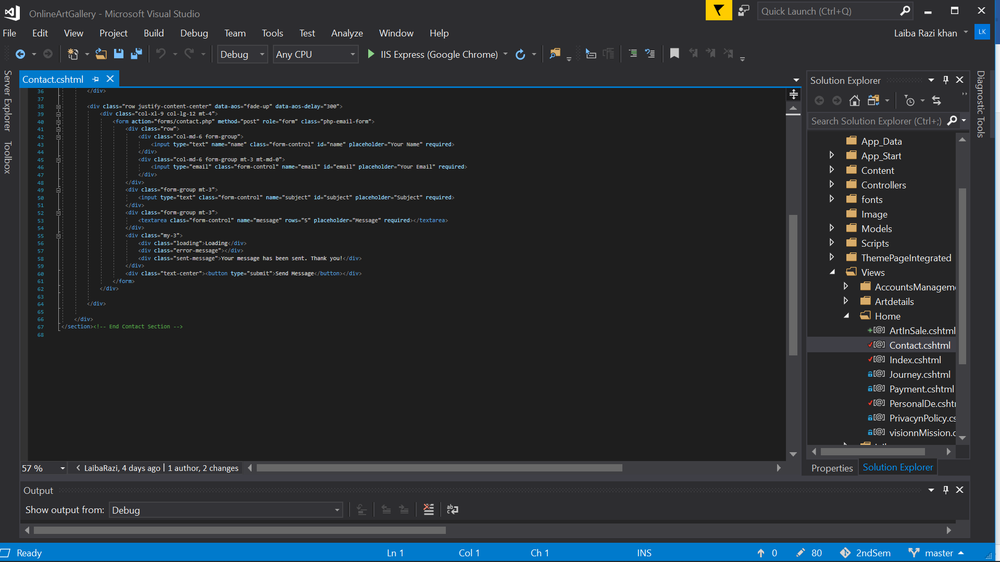 OnlineArtGallery - Microsoft Visual Studio
Quick Launch (Ctrl+Q)
File Edit View Project Build Debug Team Tools Test Analyze Window Help
Laiba Razi khan LK
Debug Any CPU IIS Express (Google Chrome)
Server Explorer
Toolbox
Contact.cshtml
36 </div>
37
38 <div class="row justify-content-center" data-aos="fade-up" data-aos-delay="300">
39 <div class="col-xl-9 col-lg-12 mt-4">
40 <form action="forms/contact.php" method="post" role="form" class="php-email-form">
41 <div class="row">
42 <div class="col-md-6 form-group">
43 <input type="text" name="name" class="form-control" id="name" placeholder="Your Name" required>
44 </div>
45 <div class="col-md-6 form-group mt-3 mt-md-0">
46 <input type="email" class="form-control" name="email" id="email" placeholder="Your Email" required>
47 </div>
48 </div>
49 <div class="form-group mt-3">
50 <input type="text" class="form-control" name="subject" id="subject" placeholder="Subject" required>
51 </div>
52 <div class="form-group mt-3">
53 <textarea class="form-control" name="message" rows="5" placeholder="Message" required></textarea>
54 </div>
55 <div class="my-3">
56 <div class="loading">Loading</div>
57 <div class="error-message"></div>
58 <div class="sent-message">Your message has been sent. Thank you!</div>
59 </div>
60 <div class="text-center"><button type="submit">Send Message</button></div>
61 </form>
62 </div>
63
64 </div>
65
66 </div>
67 </section><!-- End Contact Section -->
68
57 % LaibaRazi, 4 days ago | 1 author, 2 changes
Solution Explorer
Search Solution Explorer (Ctrl+;)
App_Data
App_Start
Content
Controllers
fonts
Image
Models
Scripts
ThemePageIntegrated
Views
AccountsManageme
Artdetails
Home
ArtInSale.cshtml
Contact.cshtml
Index.cshtml
Journey.cshtml
Payment.cshtml
PersonalDe.csht
PrivacynPolicy.cs
visionnMission.c
Properties Solution Explorer
Diagnostic Tools
Output
Show output from: Debug
Ready Ln 1 Col 1 Ch 1 INS 0 80 2ndSem master